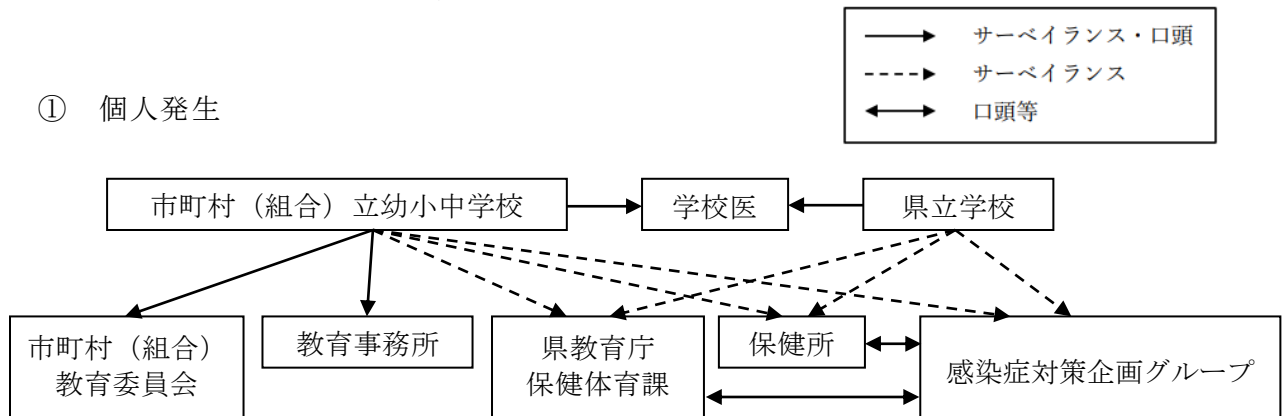 サーベイランス・口頭
サーベイランス
口頭等
① 個人発生
市町村（組合）立幼小中学校
学校医
県立学校
市町村（組合）
教育委員会
教育事務所
県教育庁
保健体育課
保健所
感染症対策企画グループ